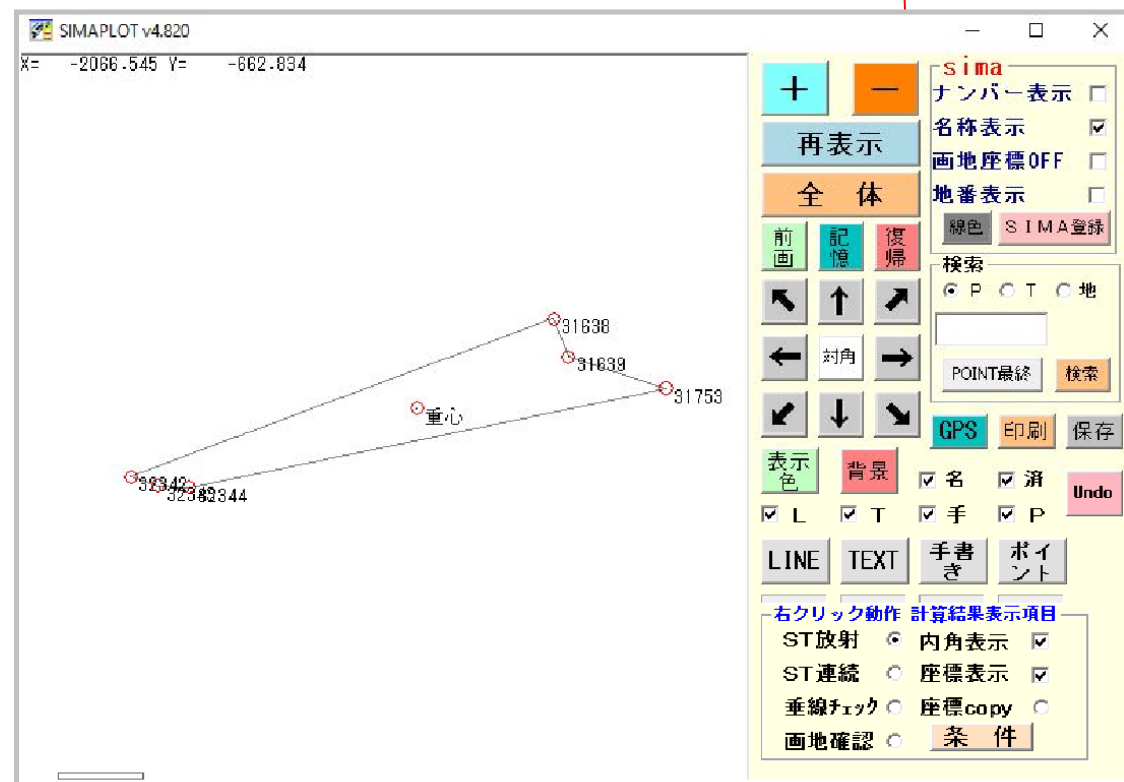 SIMAPLOT v4.820
X= -2066.545 Y= -662.834
31638
31639
31753
重心
32342
32344
+
－
再表示
全　体
前画
記憶
復帰
対角
表示色
背景
sima
ナンバー表示
名称表示
画地座標OFF
地番表示
線色
ＳＩＭＡ登録
検索
P
T
地
POINT最終
検索
GPS
印刷
保存
名
済
Undo
L
T
手
P
LINE
TEXT
手書き
ポイント
右クリック動作
計算結果表示項目
ST放射
内角表示
ST連続
座標表示
垂線チェック
座標copy
画地確認
条　件